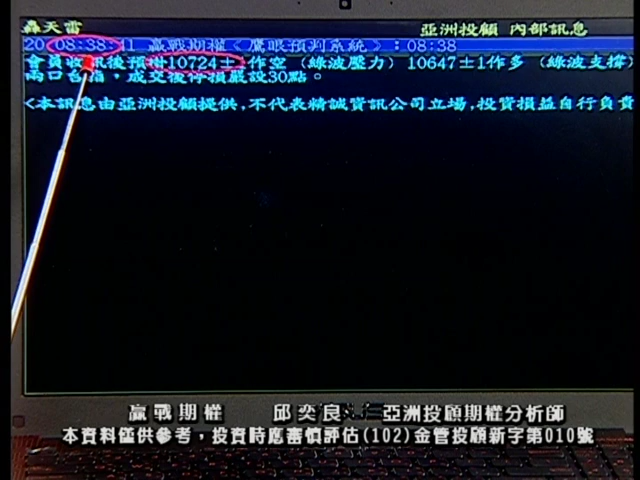 轟天雷 亞洲投顧 內部訊息
20 08:38:41 贏戰期權《鷹眼預判系統》:08:38
會員收訊後預掛10724±1作空(綠波壓力)10647±1作多(綠波支撐)
兩口台指,成交後停損嚴設30點。
<本訊息由亞洲投顧提供,不代表精誠資訊公司立場,投資損益自行負責
贏戰期權 邱奕良 亞洲投顧期權分析師
本資料僅供參考,投資時應審慎評估(102)金管投顧新字第010號